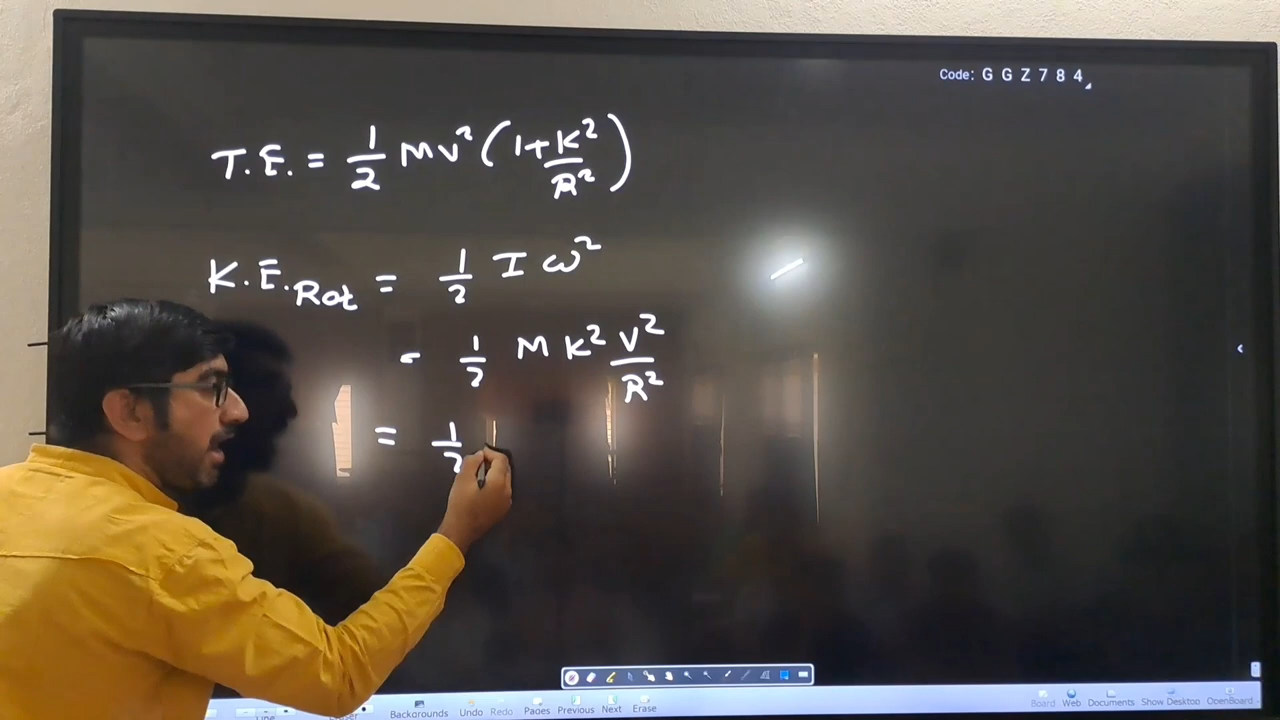 Code: G G Z 7 8 4
T.E. = 1/2 Mv² (1+K²/R²)
K.E.Rot = 1/2 I ω²
= 1/2 M K² V²/R²
= 1/2
Backgrounds Undo Redo Pages Previous Next Erase Board Web Documents Show Desktop OpenBoard